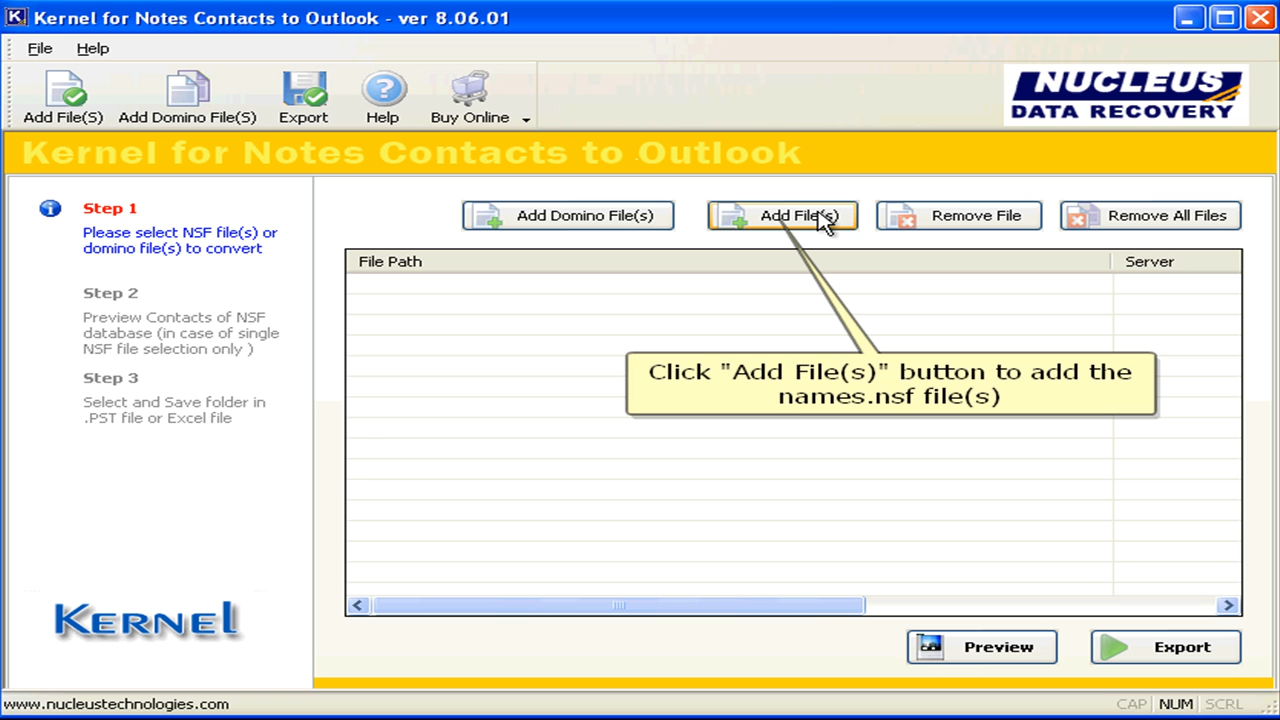 Kernel for Notes Contacts to Outlook - ver 8.06.01
File Help
Add File(S) Add Domino File(S) Export Help Buy Online
NUCLEUS
DATA RECOVERY
Kernel for Notes Contacts to Outlook
Step 1
Please select NSF file(s) or
domino file(s) to convert
Step 2
Preview Contacts of NSF
database (in case of single
NSF file selection only )
Step 3
Select and Save folder in
.PST file or Excel file
KERNEL
Add Domino File(s) Add File(s) Remove File Remove All Files
File Path Server
Click "Add File(s)" button to add the
names.nsf file(s)
Preview Export
www.nucleustechnologies.com CAP NUM SCRL